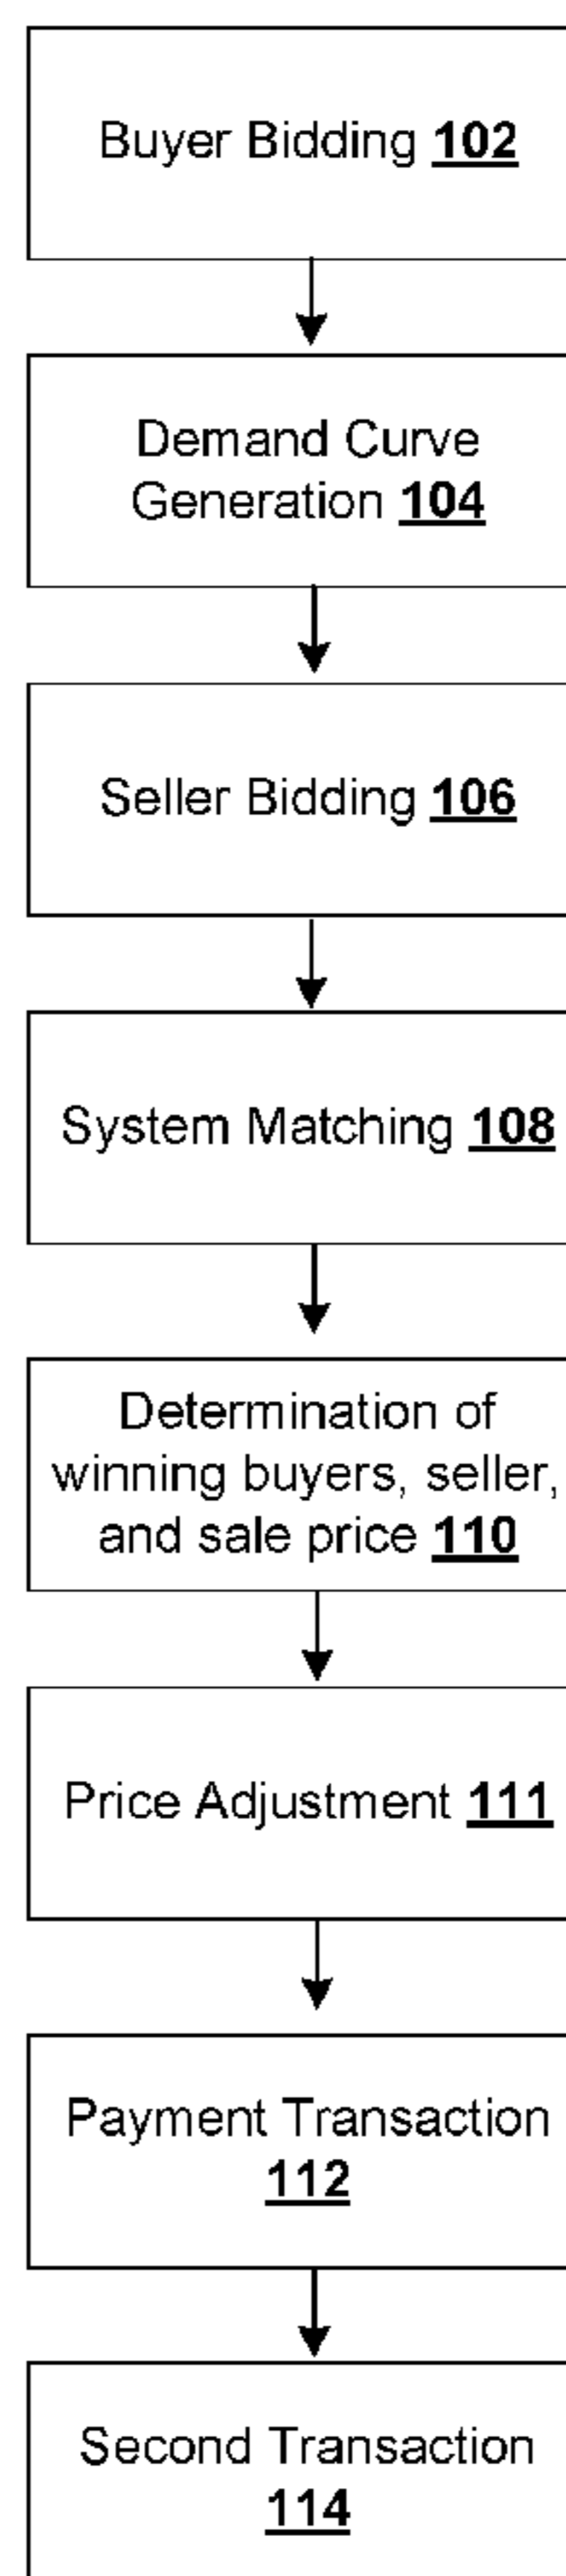 Buyer Bidding 102
Demand Curve
Generation 104
Seller Bidding 106
System Matching 108
Determination of
winning buyers, seller,
and sale price 110
Price Adjustment 111
Payment Transaction
112
Second Transaction
114